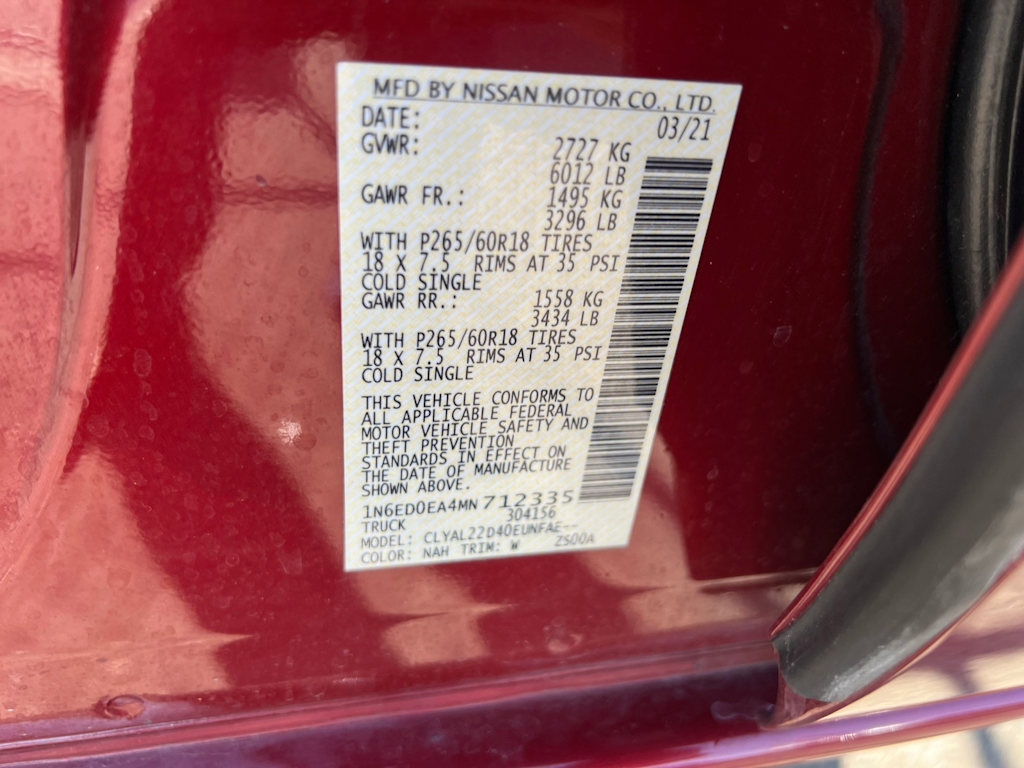 MFD BY NISSAN MOTOR CO., LTD.
DATE: 03/21
GVWR: 2727 KG
6012 LB
GAWR FR.: 1495 KG
3296 LB
WITH P265/60R18 TIRES
18 X 7.5 RIMS AT 35 PSI
COLD SINGLE
GAWR RR.: 1558 KG
3434 LB
WITH P265/60R18 TIRES
18 X 7.5 RIMS AT 35 PSI
COLD SINGLE
THIS VEHICLE CONFORMS TO
ALL APPLICABLE FEDERAL
MOTOR VEHICLE SAFETY AND
THEFT PREVENTION
STANDARDS IN EFFECT ON
THE DATE OF MANUFACTURE
SHOWN ABOVE.
1N6ED0EA4MN712335
TRUCK 304156
MODEL: CLYAL22D40EUNFAE--
COLOR: NAH TRIM: W ZS00A